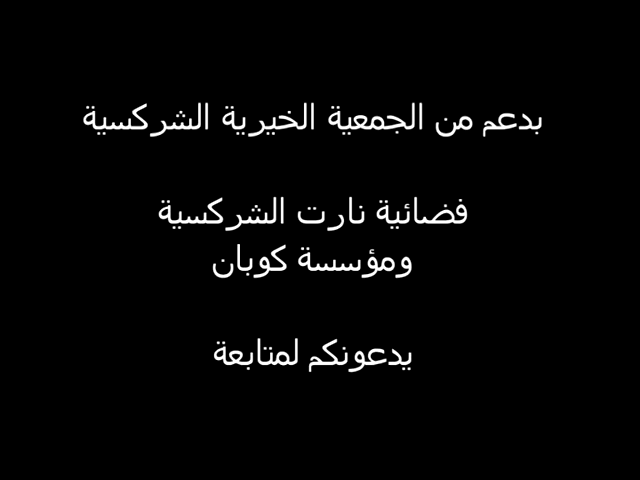 بدعم من الجمعية الخيرية الشركسية
فضائية نارت الشركسية
ومؤسسة كوبان
يدعونكم لمتابعة